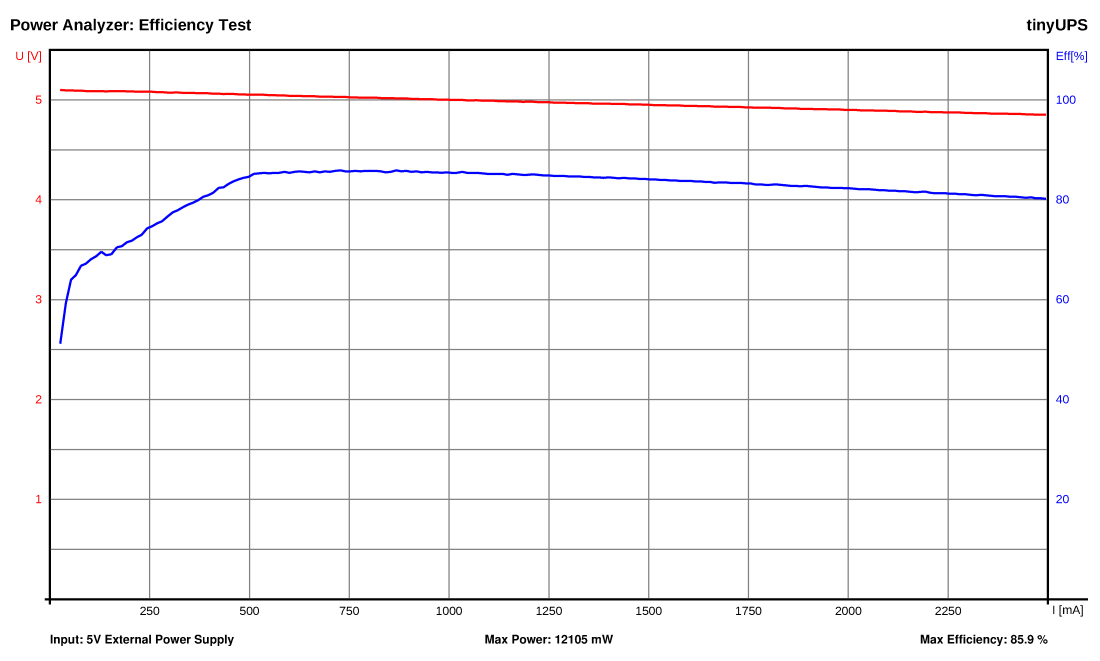 Power Analyzer: Efficiency Test
tinyUPS
U [V]
Eff[%]
5
100
4
80
3
60
2
40
1
20
250 500 750 1000 1250 1500 1750 2000 2250 I [mA]
Input: 5V External Power Supply
Max Power: 12105 mW
Max Efficiency: 85.9 %